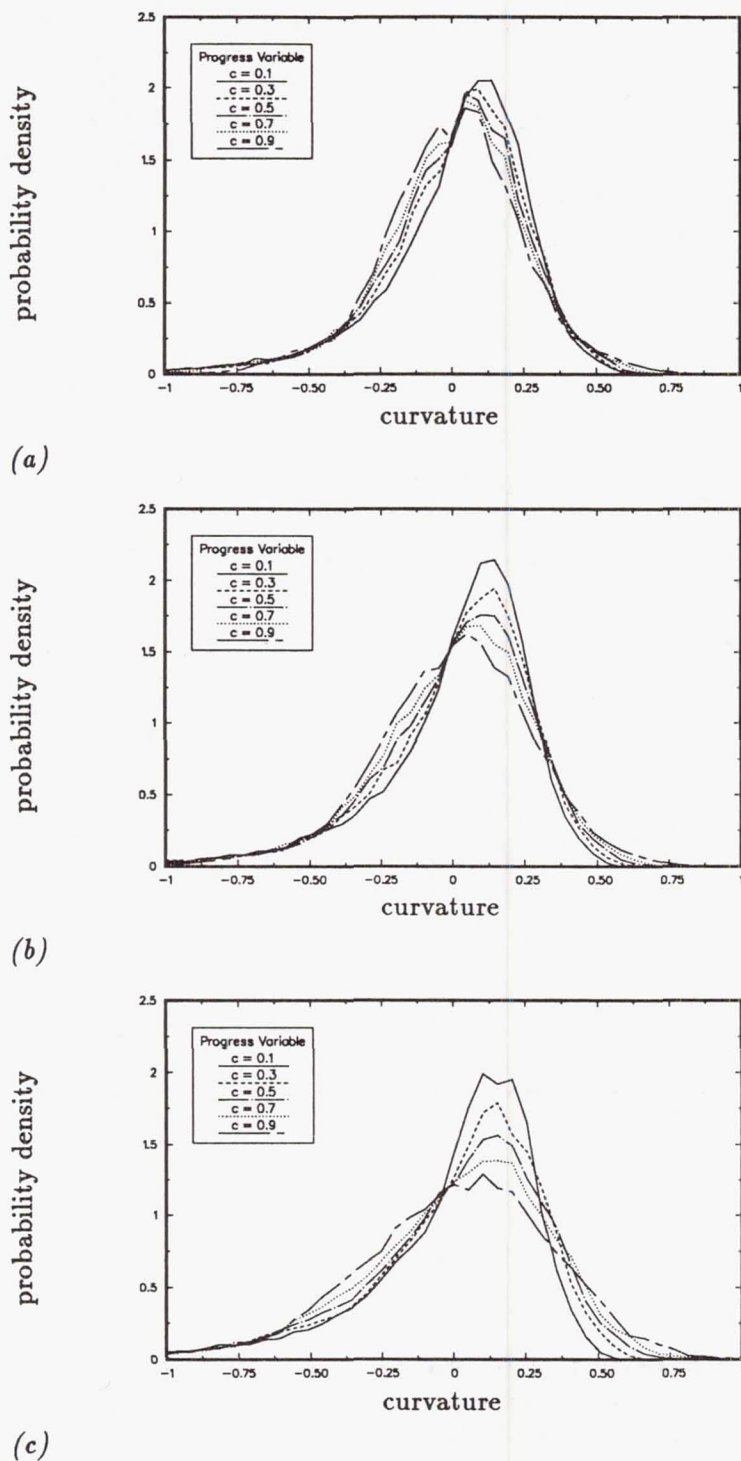 2.5
2
1.5
1
0.5
0
probability density
Progress Variable
c = 0.1
c = 0.3
c = 0.5
c = 0.7
c = 0.9
-1 -0.75 -0.50 -0.25 0 0.25 0.50 0.75 1
curvature
(a)
2.5
2
1.5
1
0.5
0
probability density
Progress Variable
c = 0.1
c = 0.3
c = 0.5
c = 0.7
c = 0.9
-1 -0.75 -0.50 -0.25 0 0.25 0.50 0.75 1
curvature
(b)
2.5
2
1.5
1
0.5
0
probability density
Progress Variable
c = 0.1
c = 0.3
c = 0.5
c = 0.7
c = 0.9
-1 -0.75 -0.50 -0.25 0 0.25 0.50 0.75 1
curvature
(c)